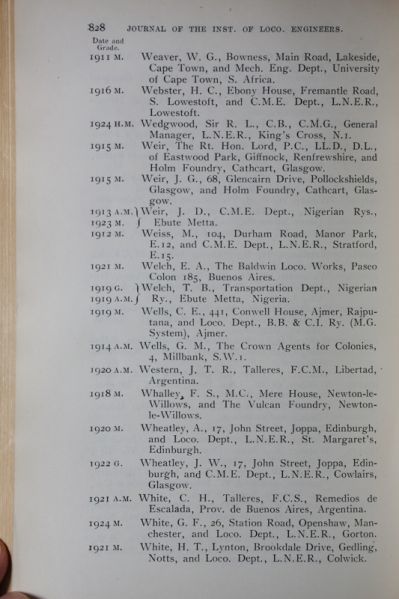 828 JOURNAL OF THE INST. OF LOCO. ENGINEERS.
Date and
Grade.
1911 M. Weaver, W. G., Bowness, Main Road, Lakeside,
Cape Town, and Mech. Eng. Dept., University
of Cape Town, S. Africa.
1916 M. Webster, H. C., Ebony House, Fremantle Road,
S. Lowestoft, and C.M.E. Dept., L.N.E.R.,
Lowestoft.
1924 H.M. Wedgwood, Sir R. L., C.B., C.M.G., General
Manager, L.N.E.R., King's Cross, N.1.
1915 M. Weir, The Rt. Hon. Lord, P.C., LL.D., D.L.,
of Eastwood Park, Giffnock, Renfrewshire, and
Holm Foundry, Cathcart, Glasgow.
1915 M. Weir, J. G., 68, Glencairn Drive, Pollockshields,
Glasgow, and Holm Foundry, Cathcart, Glas-
gow.
1913 A.M.} Weir, J. D., C.M.E. Dept., Nigerian Rys.,
1923 M. } Ebute Metta.
1912 M. Weiss, M., 104, Durham Road, Manor Park,
E.12, and C.M.E. Dept., L.N.E.R., Stratford,
E.15.
1921 M. Welch, E. A., The Baldwin Loco. Works, Paseo
Colon 185, Buenos Aires.
1919 G. } Welch, T. B., Transportation Dept., Nigerian
1919 A.M. } Ry., Ebute Metta, Nigeria.
1919 M. Wells, C. E., 441, Conwell House, Ajmer, Rajpu-
tana, and Loco. Dept., B.B. & C.I. Ry. (M.G.
System), Ajmer.
1914 A.M. Wells, G. M., The Crown Agents for Colonies,
4, Millbank, S.W.1.
1920 A.M. Western, J. T. R., Talleres, F.C.M., Libertad,
Argentina.
1918 M. Whalley, F. S., M.C., Mere House, Newton-le-
Willows, and The Vulcan Foundry, Newton-
le-Willows.
1920 M. Wheatley, A., 17, John Street, Joppa, Edinburgh,
and Loco. Dept., L.N.E.R., St. Margaret's,
Edinburgh.
1922 G. Wheatley, J. W., 17, John Street, Joppa, Edin-
burgh, and C.M.E. Dept., L.N.E.R., Cowlairs,
Glasgow.
1921 A.M. White, C. H., Talleres, F.C.S., Remedios de
Escalada, Prov. de Buenos Aires, Argentina.
1924 M. White, G. F., 26, Station Road, Openshaw, Man-
chester, and Loco. Dept., L.N.E.R., Gorton.
1921 M. White, H. T., Lynton, Brookdale Drive, Gedling,
Notts, and Loco. Dept., L.N.E.R., Colwick.